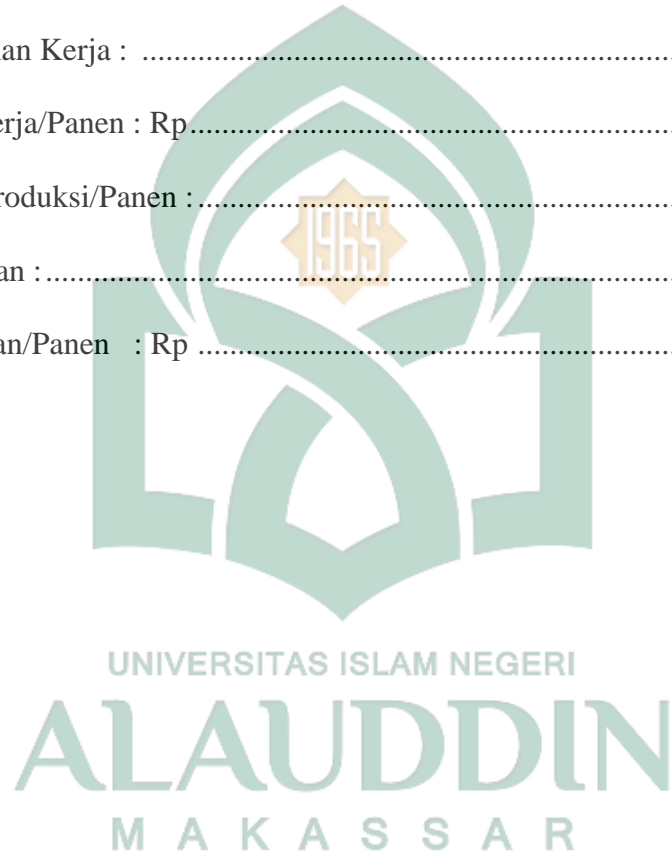 an Kerja : ........................................................................
erja/Panen : Rp....................................................................
roduksi/Panen :....................................................................
an :...............................................................................
an/Panen : Rp .....................................................................
1965
UNIVERSITAS ISLAM NEGERI
ALAUDDIN
MAKASSAR